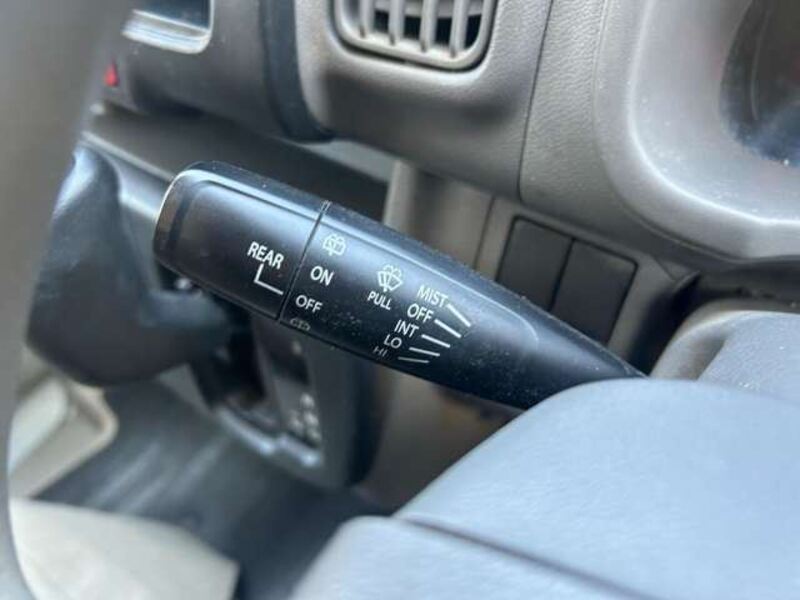 REAR
ON
OFF
PULL
MIST
OFF
INT
LO
HI